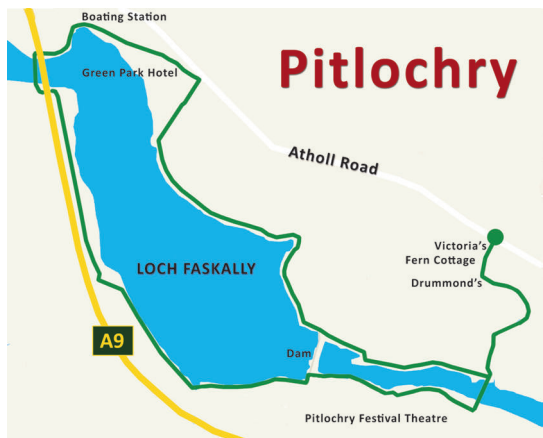 Boating Station
Green Park Hotel
Pitlochry
Atholl Road
Victoria's
Fern Cottage
Drummond's
LOCH FASKALLY
A9
Dam
Pitlochry Festival Theatre